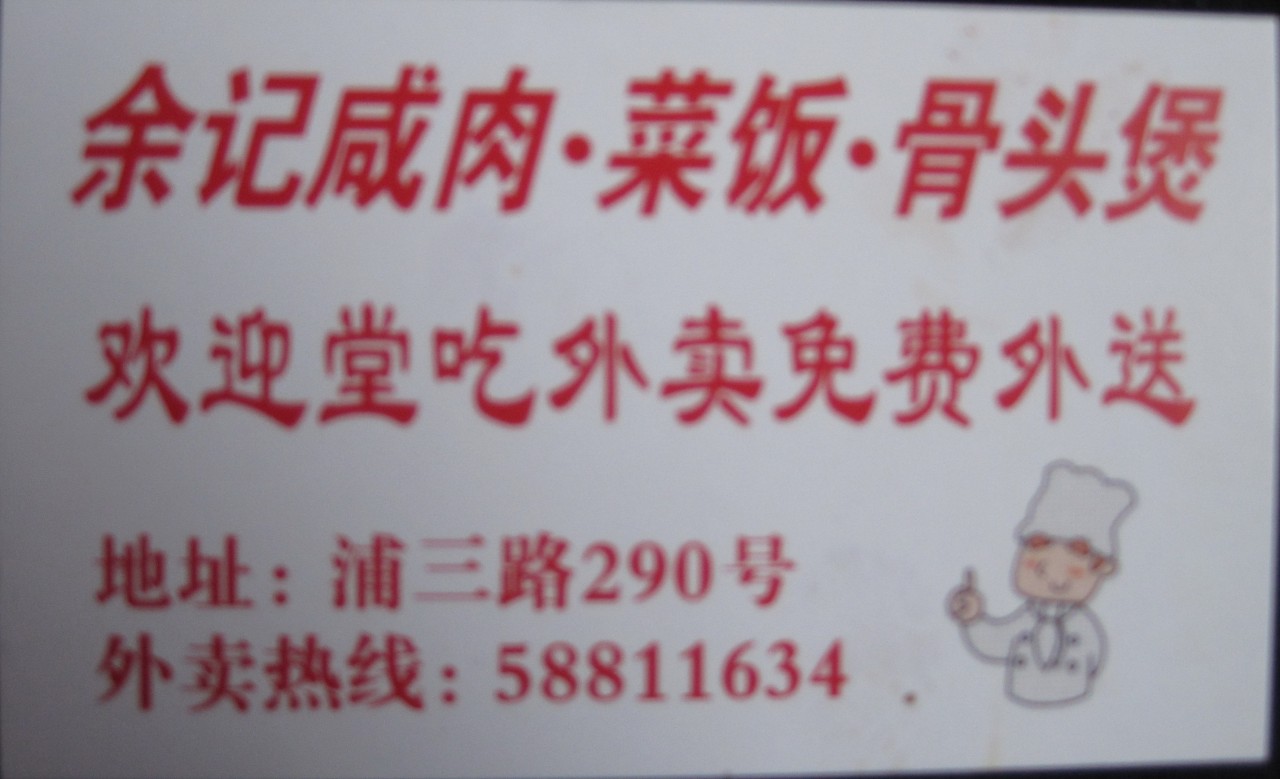 余记咸肉·菜饭·骨头煲
欢迎堂吃外卖免费外送
地址：浦三路290号
外卖热线：58811634